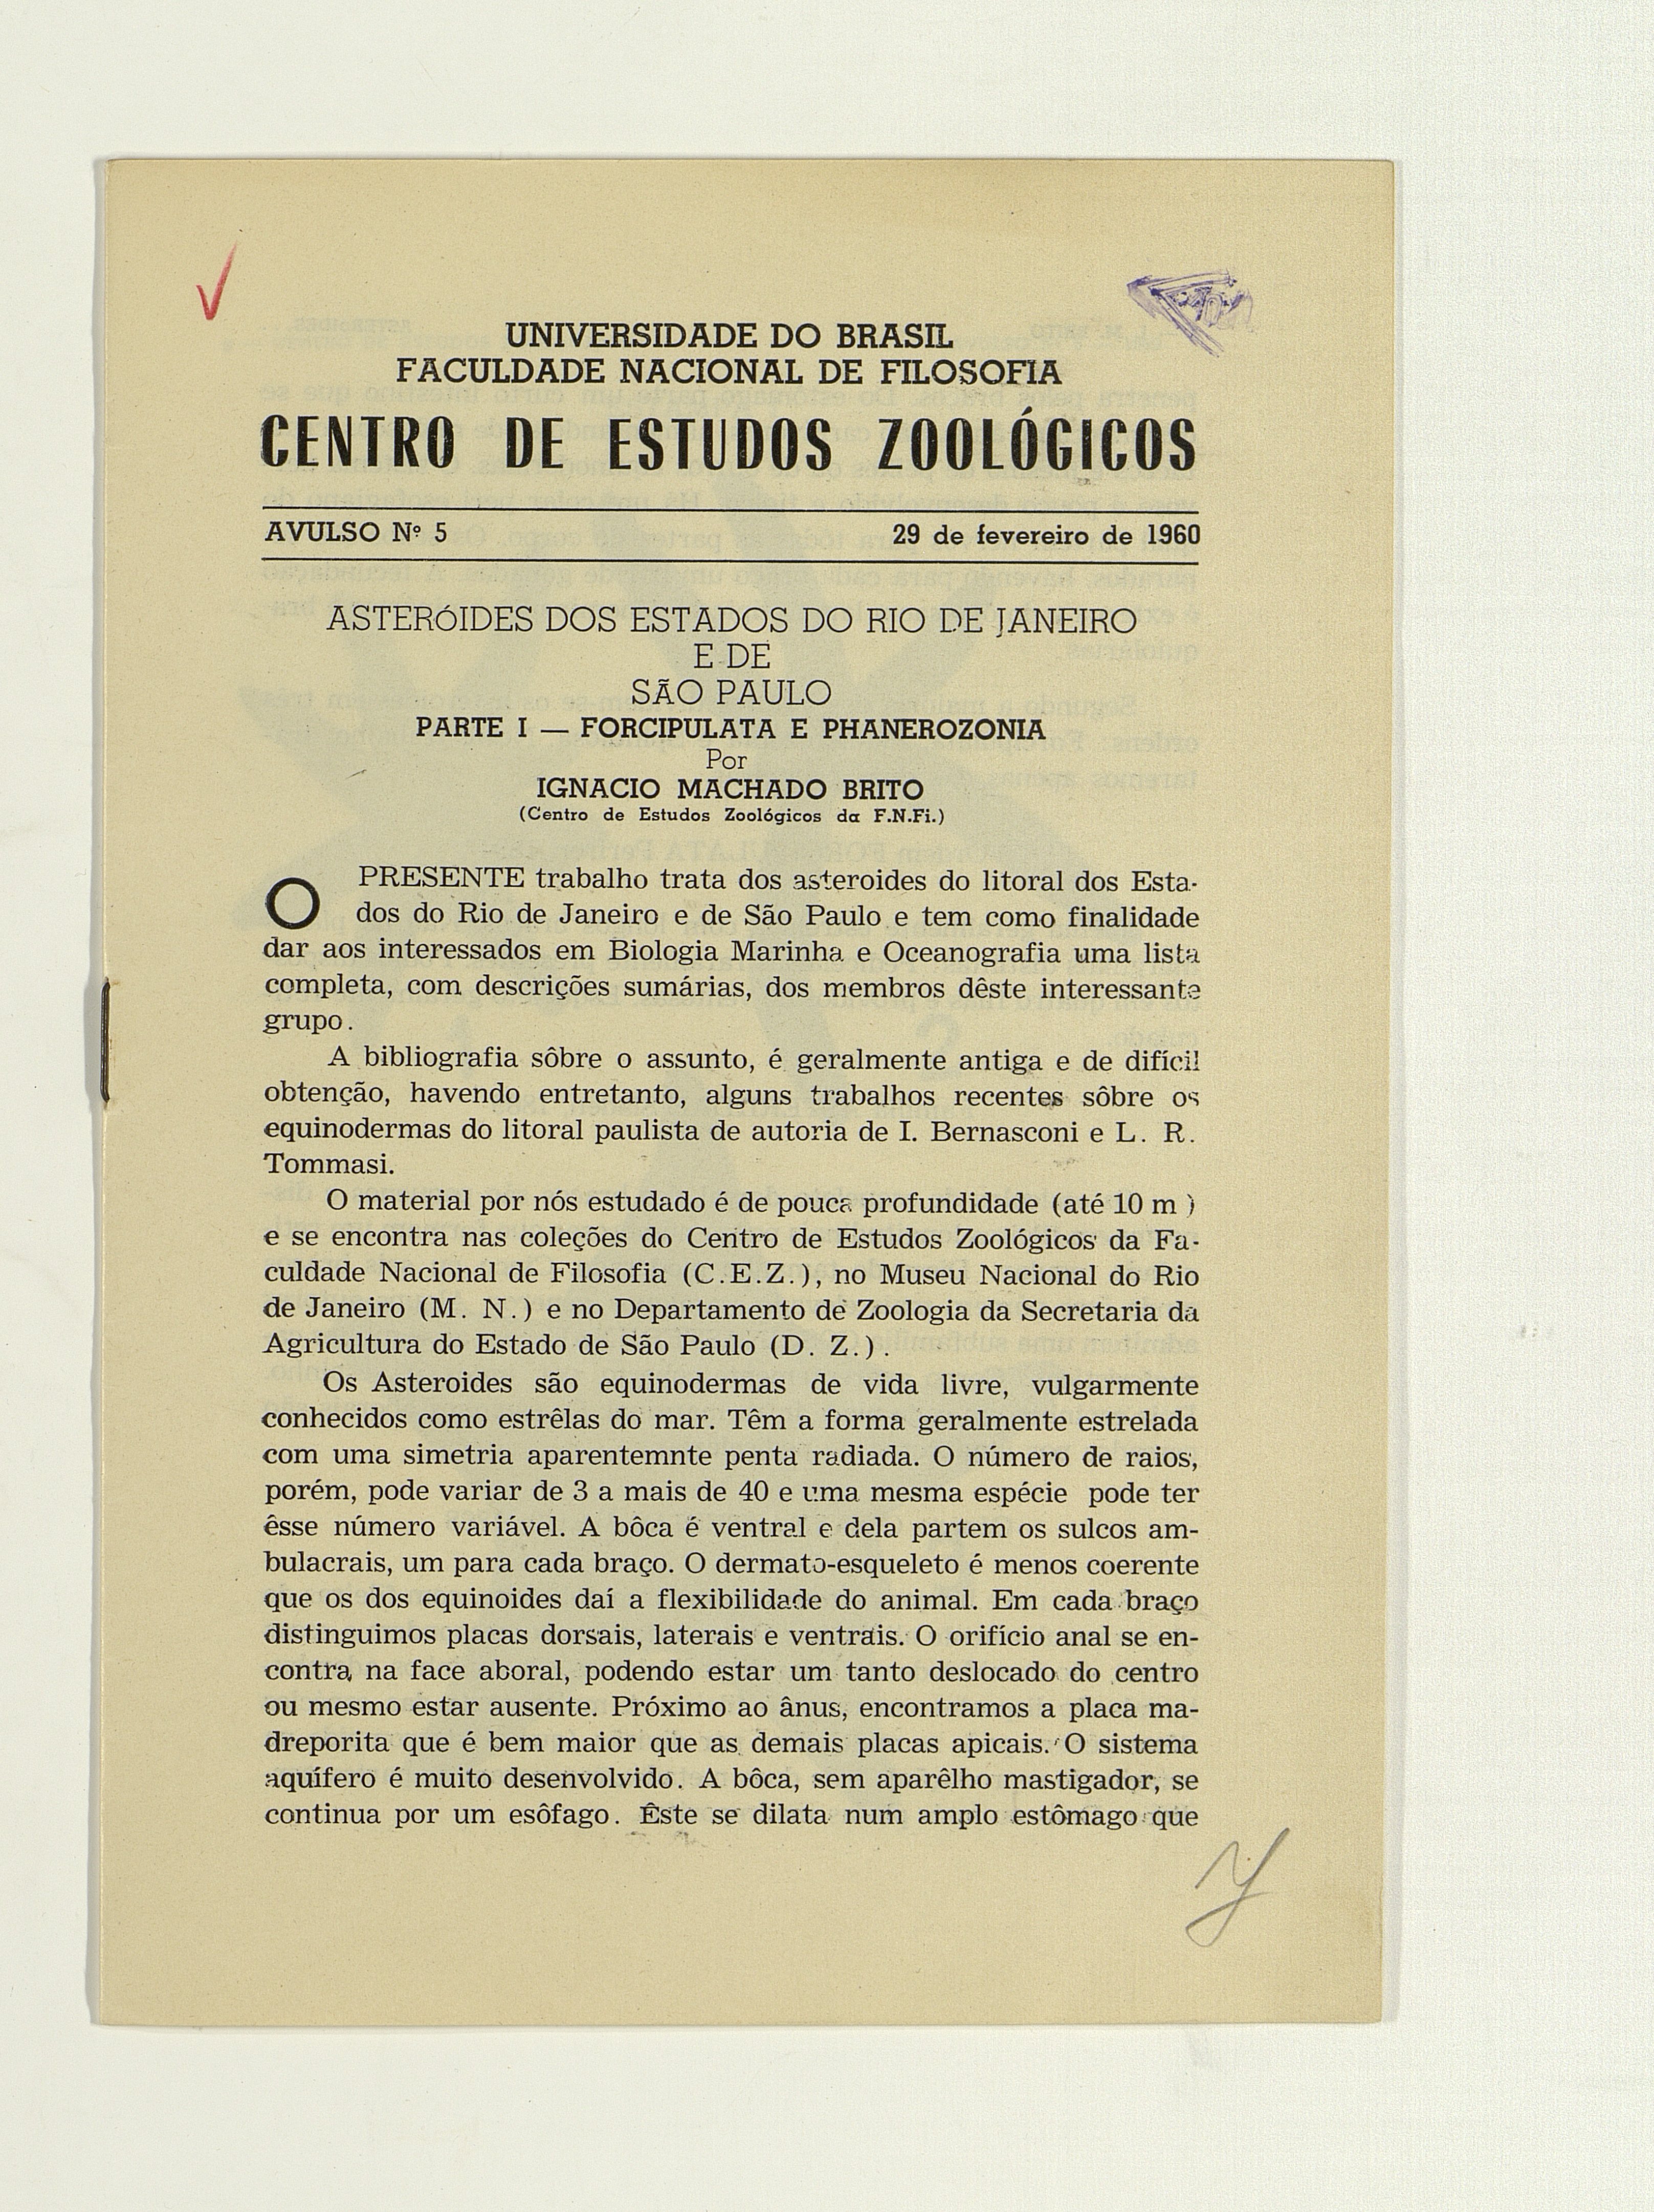 UNIVERSIDADE DO BRASIL
FACULDADE NACIONAL DE FILOSOFIA
CENTRO DE ESTUDOS ZOOLÓGICOS
AVULSO Nº 5 29 de fevereiro de 1960
ASTERÓIDES DOS ESTADOS DO RIO DE JANEIRO
E DE
SÃO PAULO
PARTE I — FORCIPULATA E PHANEROZONIA
Por
IGNACIO MACHADO BRITO
(Centro de Estudos Zoológicos da F.N.Fi.)
O PRESENTE trabalho trata dos asteroides do litoral dos Esta-
dos do Rio de Janeiro e de São Paulo e tem como finalidade
dar aos interessados em Biologia Marinha e Oceanografia uma lista
completa, com descrições sumárias, dos membros dêste interessante
grupo.
A bibliografia sôbre o assunto, é geralmente antiga e de difícil
obtenção, havendo entretanto, alguns trabalhos recentes sôbre os
equinodermas do litoral paulista de autoria de I. Bernasconi e L. R.
Tommasi.
O material por nós estudado é de pouca profundidade (até 10 m )
e se encontra nas coleções do Centro de Estudos Zoológicos da Fa-
culdade Nacional de Filosofia (C.E.Z.), no Museu Nacional do Rio
de Janeiro (M. N.) e no Departamento de Zoologia da Secretaria da
Agricultura do Estado de São Paulo (D. Z.).
Os Asteroides são equinodermas de vida livre, vulgarmente
conhecidos como estrêlas do mar. Têm a forma geralmente estrelada
com uma simetria aparentemnte penta radiada. O número de raios,
porém, pode variar de 3 a mais de 40 e uma mesma espécie pode ter
êsse número variável. A bôca é ventral e dela partem os sulcos am-
bulacrais, um para cada braço. O dermato-esqueleto é menos coerente
que os dos equinoides daí a flexibilidade do animal. Em cada braço
distinguimos placas dorsais, laterais e ventrais. O orifício anal se en-
contra na face aboral, podendo estar um tanto deslocado do centro
ou mesmo estar ausente. Próximo ao ânus, encontramos a placa ma-
dreporita que é bem maior que as demais placas apicais. O sistema
aquífero é muito desenvolvido. A bôca, sem aparêlho mastigador, se
continua por um esôfago. Êste se dilata num amplo estômago que